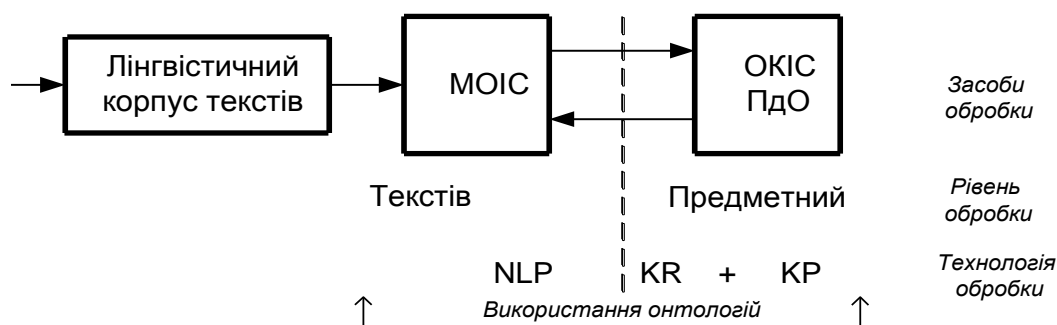 Лінгвістичний
корпус текстів
МОІС
ОКІС
ПдО
Засоби
обробки
Текстів
Предметний
Рівень
обробки
NLP KR + KP
Технологія
обробки
Використання онтологій